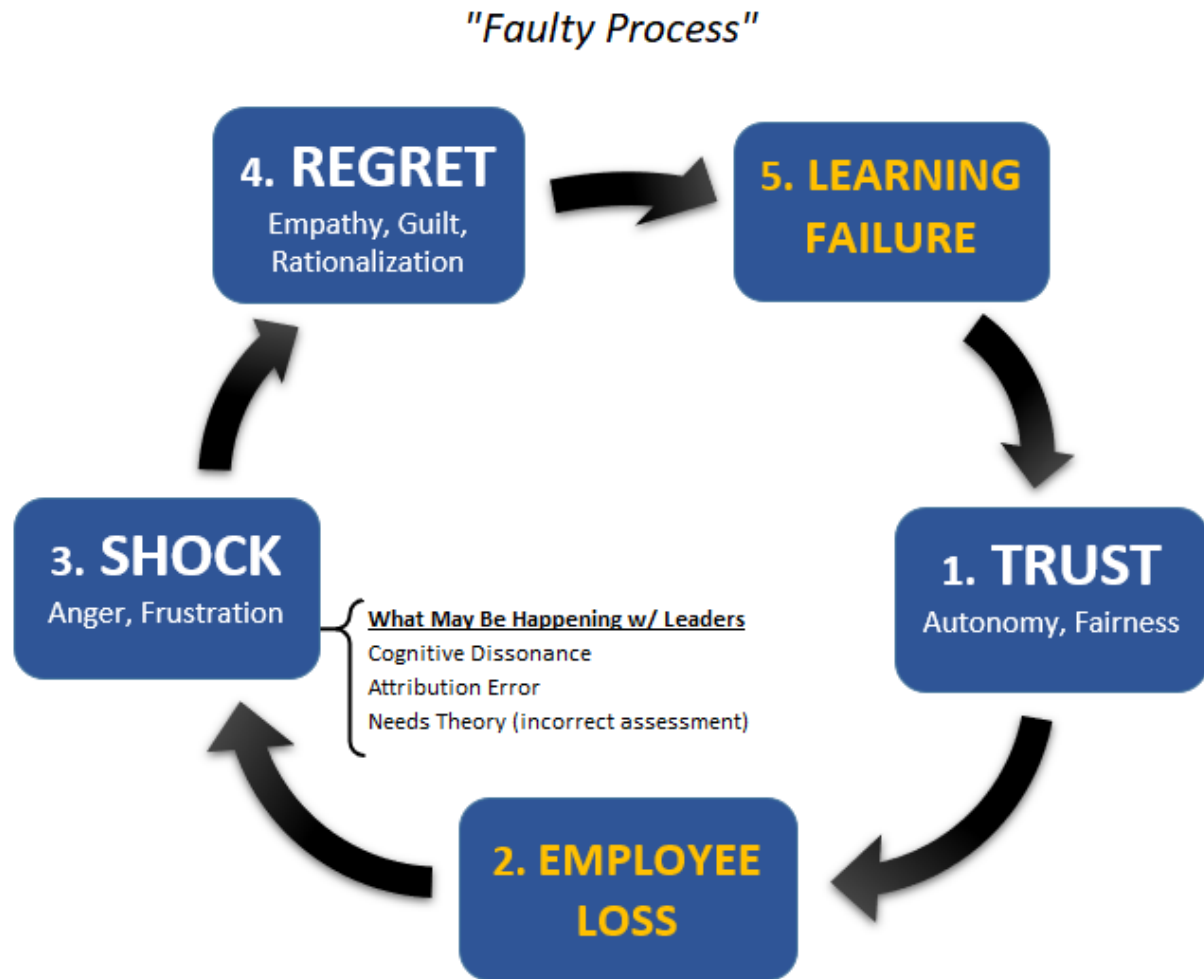 "Faulty Process"
4. REGRET
Empathy, Guilt,
Rationalization
5. LEARNING
FAILURE
3. SHOCK
Anger, Frustration
What May Be Happening w/ Leaders
Cognitive Dissonance
Attribution Error
Needs Theory (incorrect assessment)
1. TRUST
Autonomy, Fairness
2. EMPLOYEE
LOSS